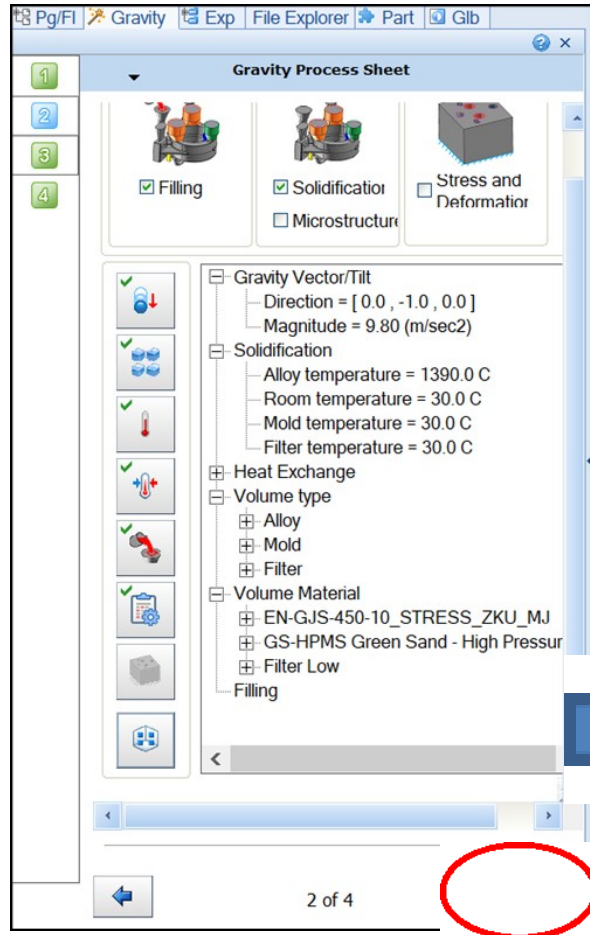 Pg/Fl Gravity Exp File Explorer Part Glb
Gravity Process Sheet
1
2
3
4
Filling
Solidification
Microstructure
Stress and
Deformation
Gravity Vector/Tilt
Direction = [ 0.0 , -1.0 , 0.0 ]
Magnitude = 9.80 (m/sec2)
Solidification
Alloy temperature = 1390.0 C
Room temperature = 30.0 C
Mold temperature = 30.0 C
Filter temperature = 30.0 C
Heat Exchange
Volume type
Alloy
Mold
Filter
Volume Material
EN-GJS-450-10_STRESS_ZKU_MJ
GS-HPMS Green Sand - High Pressur
Filter Low
Filling
2 of 4